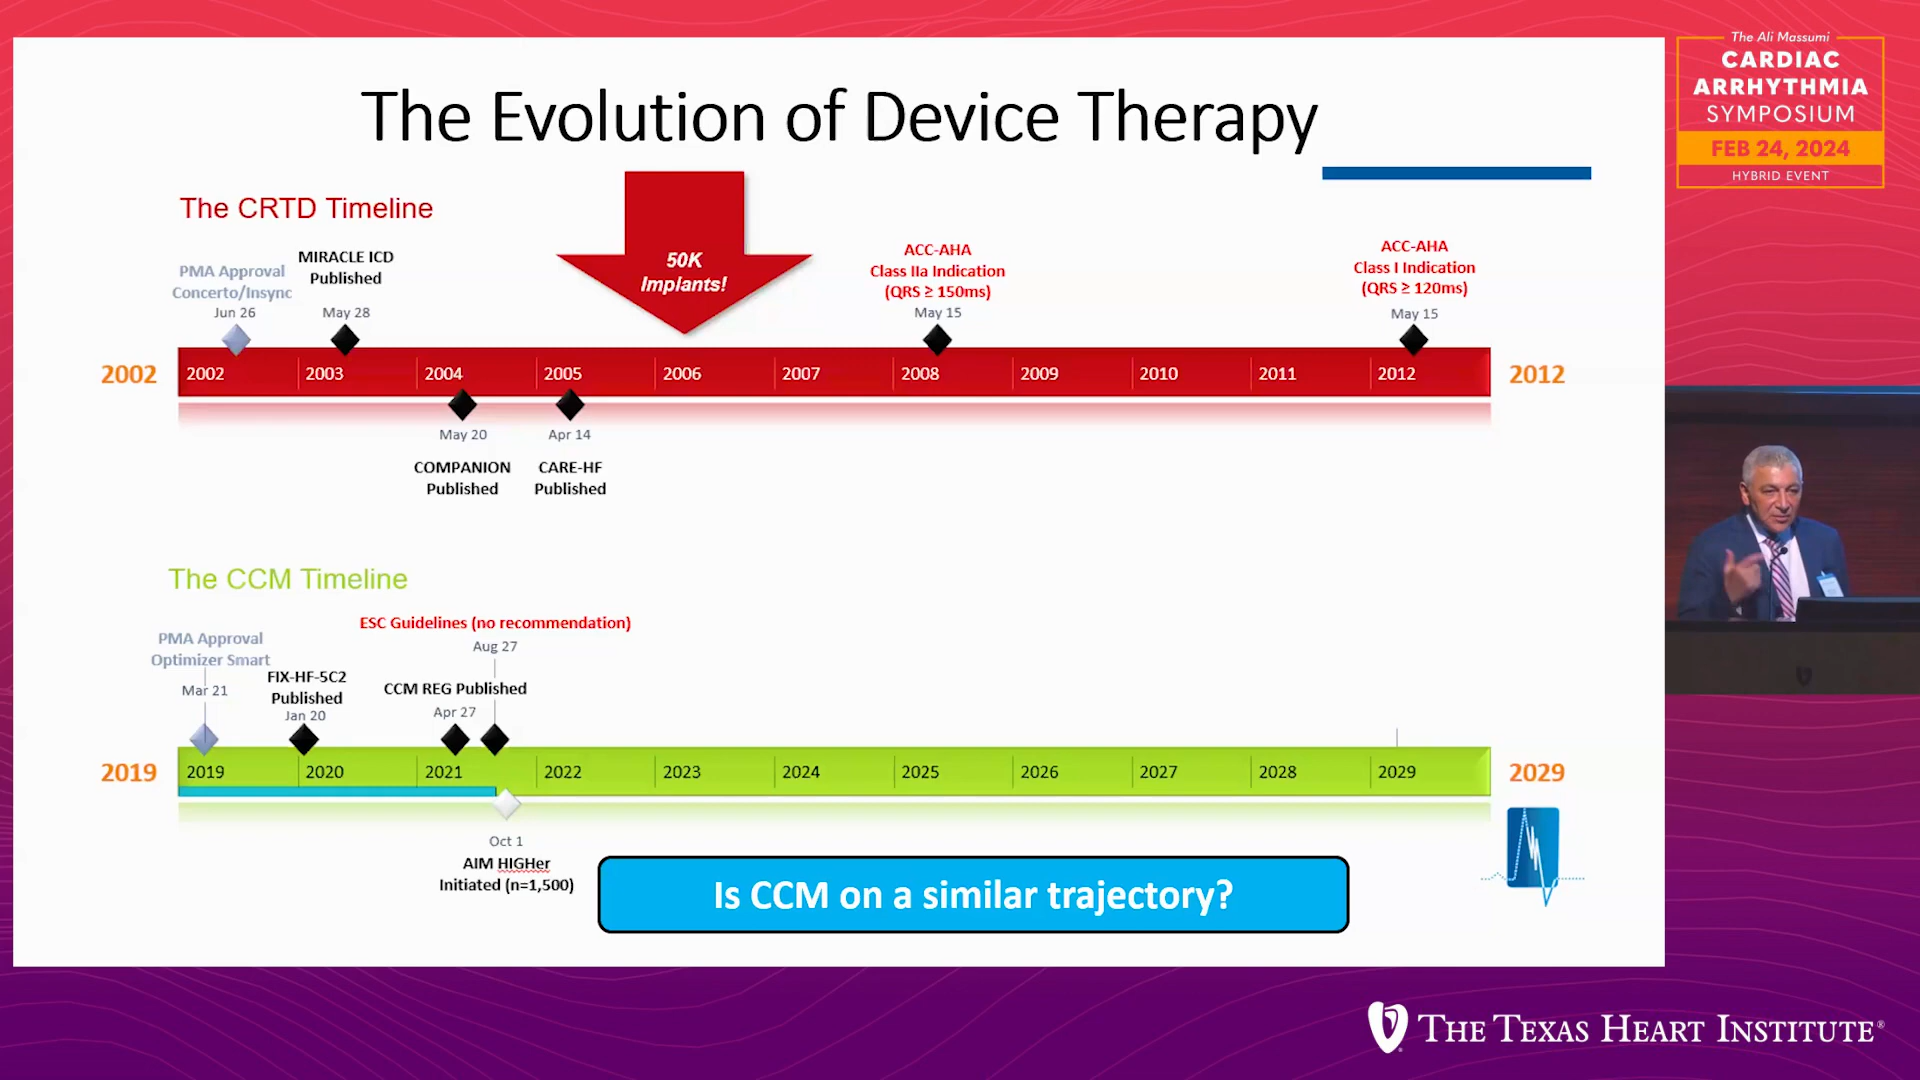 The Evolution of Device Therapy
The CRTD Timeline
50K
Implants!
PMA Approval
Concerto/Insync
Jun 26
MIRACLE ICD
Published
May 28
ACC-AHA
Class IIa Indication
(QRS ≥ 150ms)
May 15
ACC-AHA
Class I Indication
(QRS ≥ 120ms)
May 15
2002
2002 2003 2004 2005 2006 2007 2008 2009 2010 2011 2012
2012
May 20
COMPANION
Published
Apr 14
CARE-HF
Published
The CCM Timeline
PMA Approval
Optimizer Smart
Mar 21
FIX-HF-5C2
Published
Jan 20
ESC Guidelines (no recommendation)
Aug 27
CCM REG Published
Apr 27
2019
2019 2020 2021 2022 2023 2024 2025 2026 2027 2028 2029
2029
Oct 1
AIM HIGHer
Initiated (n=1,500)
Is CCM on a similar trajectory?
The Ali Massumi
CARDIAC
ARRHYTHMIA
SYMPOSIUM
FEB 24, 2024
HYBRID EVENT
THE TEXAS HEART INSTITUTE®